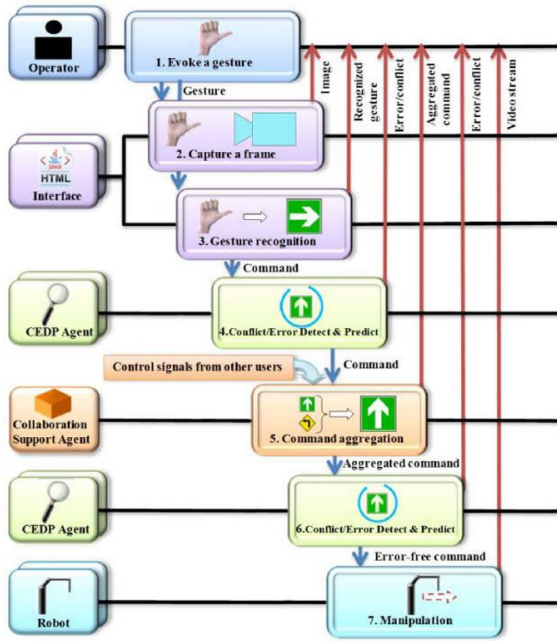 Operator
1. Evoke a gesture
Gesture
Image
Recognized
gesture
Error/conflict
Aggregated
command
Error/conflict
Video stream
JAVA
HTML
Interface
2. Capture a frame
3. Gesture recognition
Command
CEDP Agent
4.Conflict/Error Detect & Predict
Command
Control signals from other users
Collaboration
Support Agent
5. Command aggregation
Aggregated command
CEDP Agent
6.Conflict/Error Detect & Predict
Error-free command
Robot
7. Manipulation